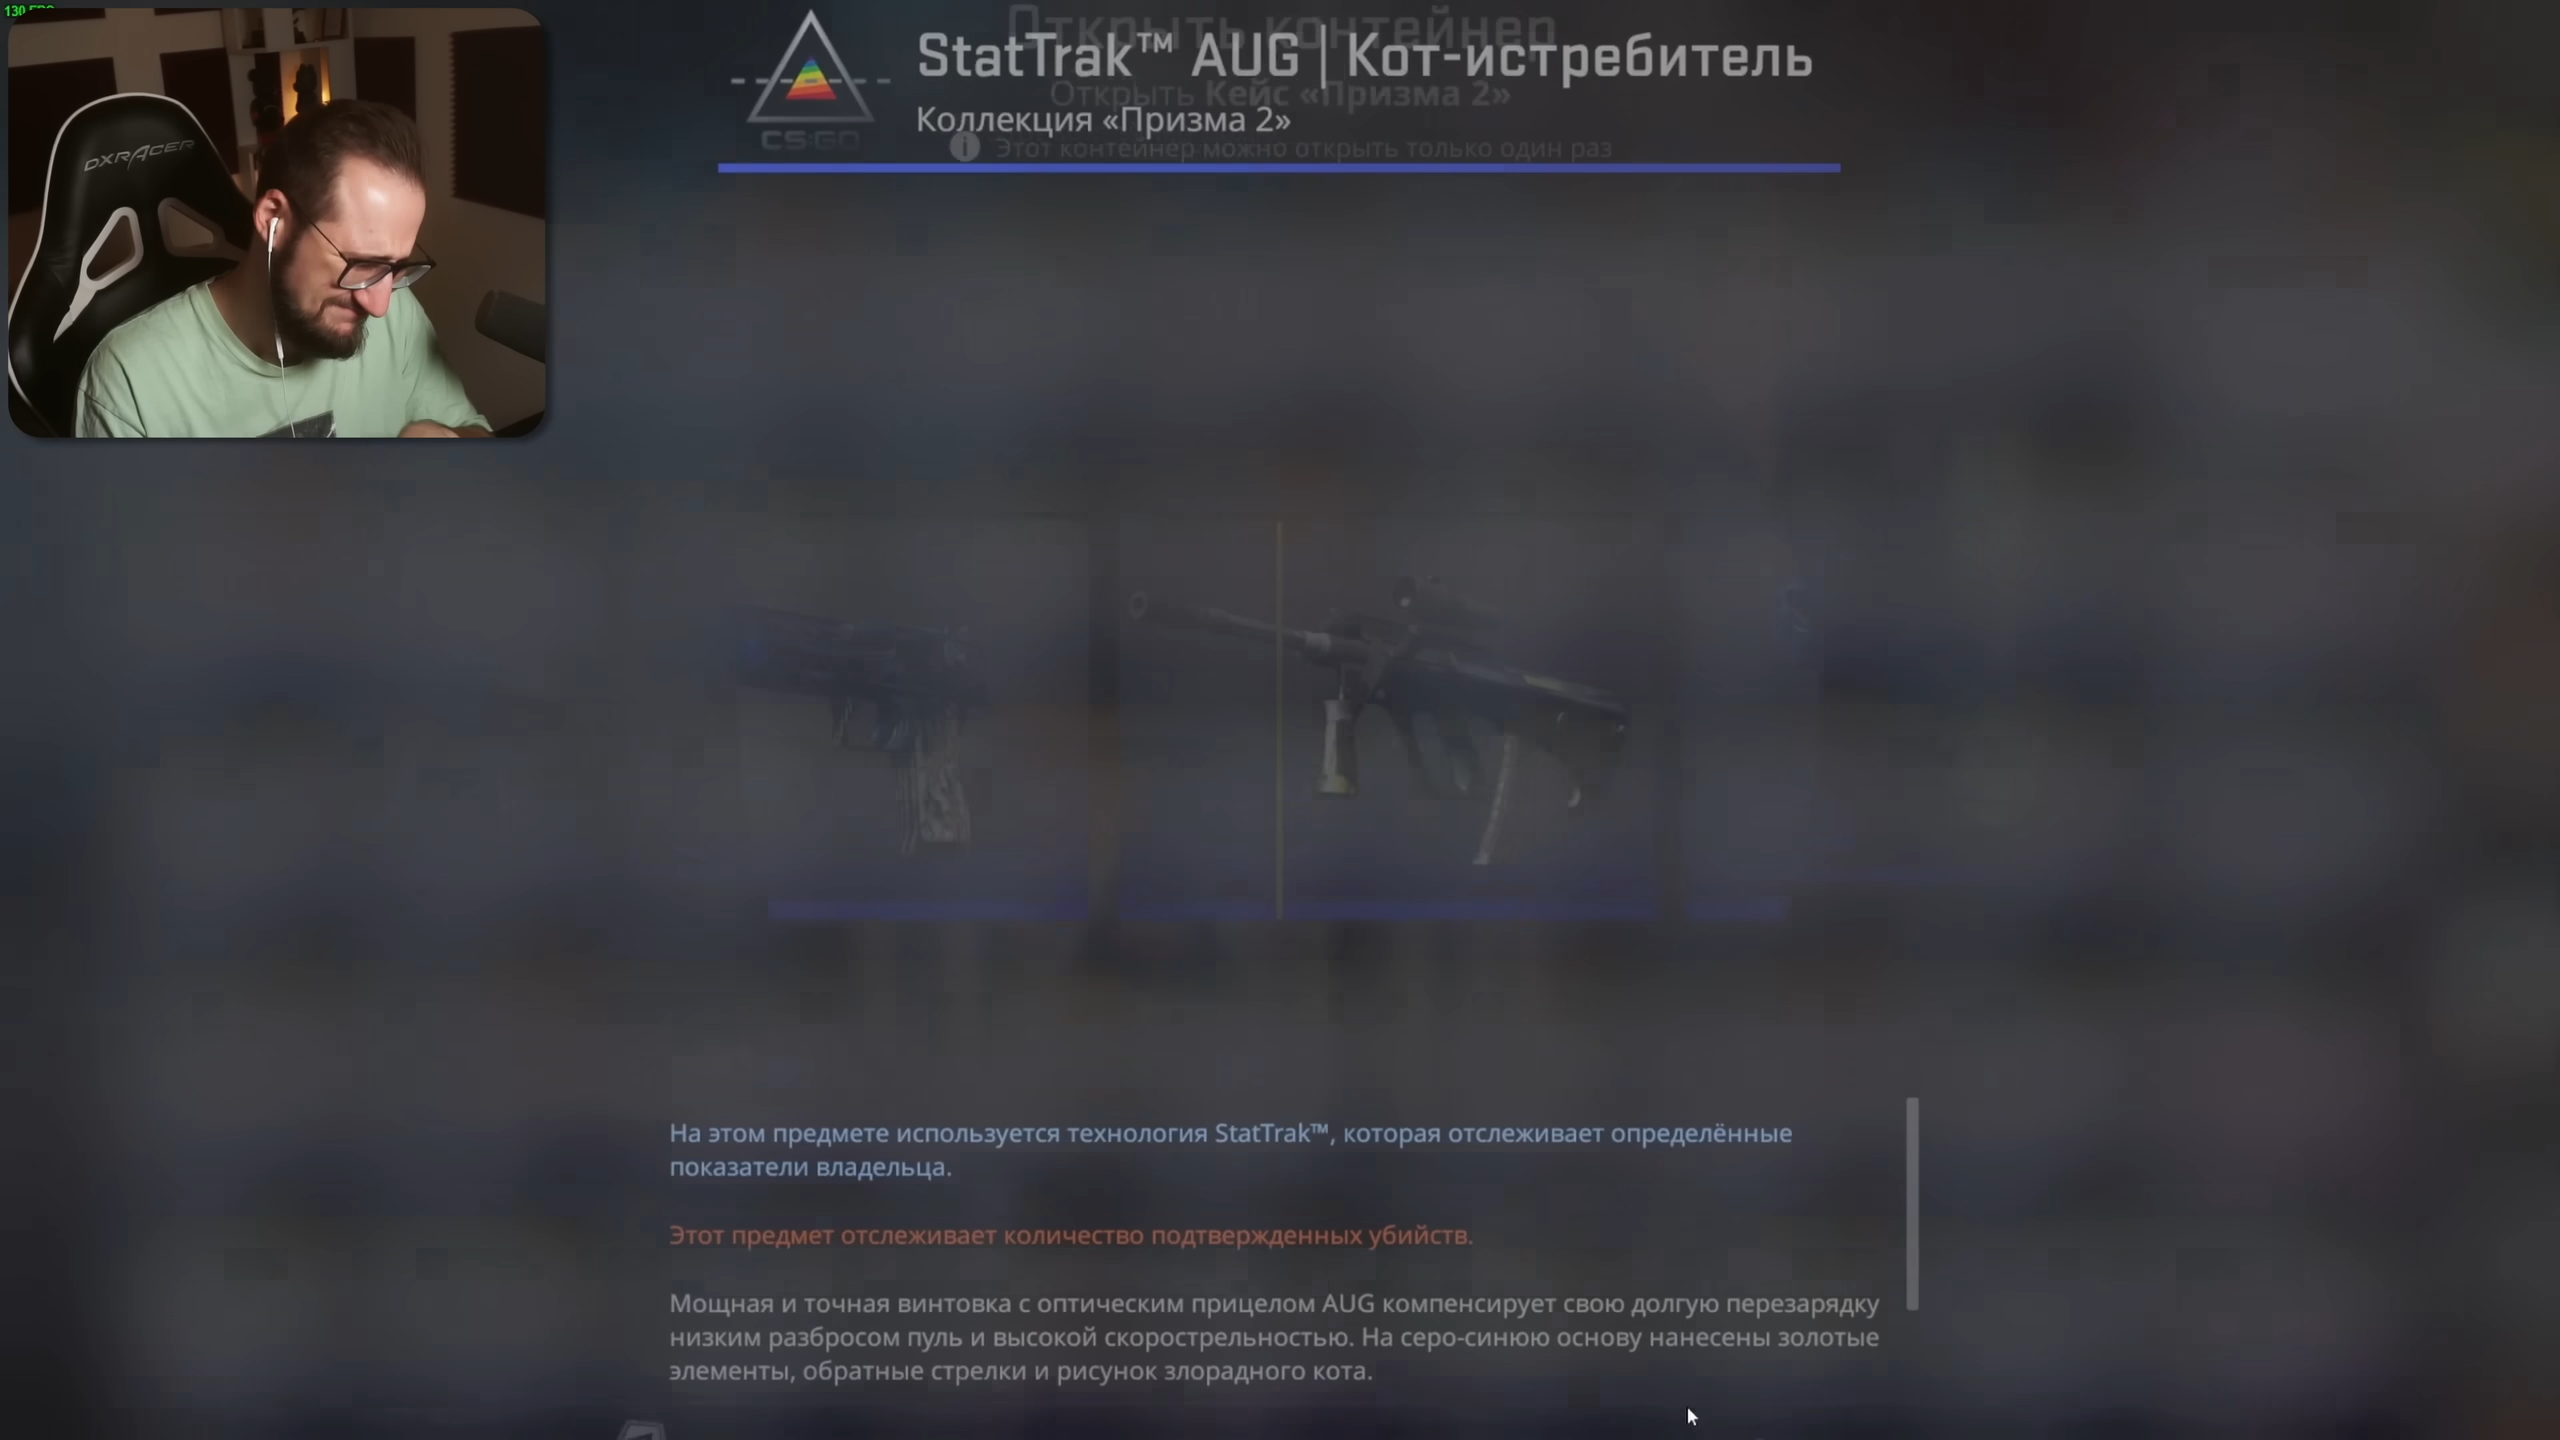 130 FPS
DXRACER
Открыть контейнер
StatTrak™ AUG | Кот-истребитель
Открыть Кейс «Призма 2»
Коллекция «Призма 2»
CS:GO
Этот контейнер можно открыть только один раз
На этом предмете используется технология StatTrak™, которая отслеживает определённые
показатели владельца.
Этот предмет отслеживает количество подтвержденных убийств.
Мощная и точная винтовка с оптическим прицелом AUG компенсирует свою долгую перезарядку
низким разбросом пуль и высокой скорострельностью. На серо-синюю основу нанесены золотые
элементы, обратные стрелки и рисунок злорадного кота.